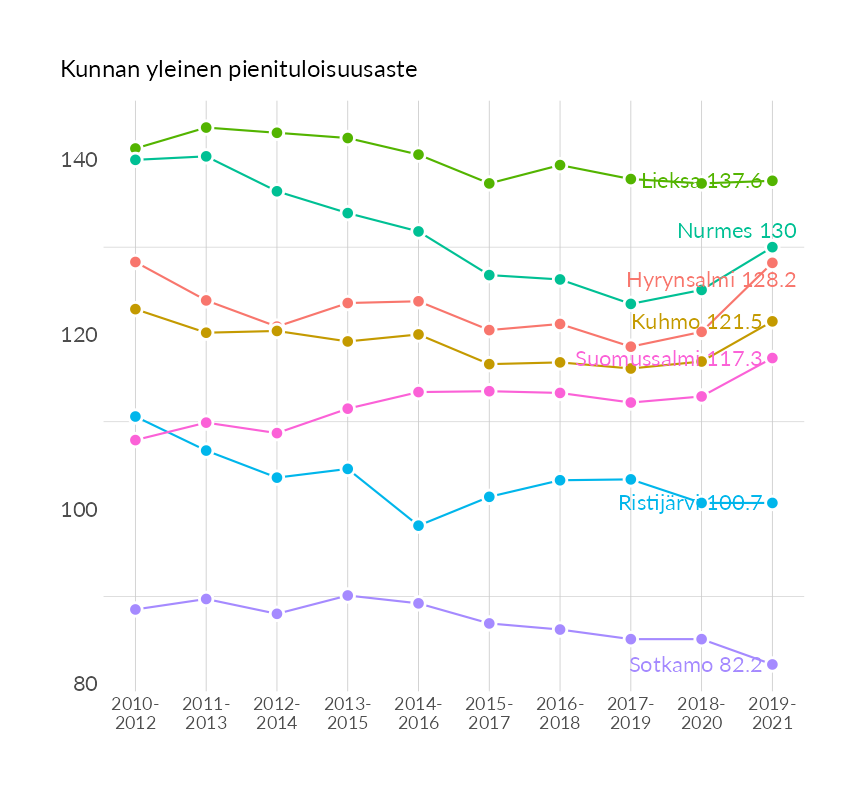 Kunnan yleinen pienituloisuusaste
140
Lieksa 137.6
Nurmes 130
Hyrynsalmi 128.2
120
Kuhmo 121.5
Suomussalmi 117.3
100
Ristijärvi 100.7
80
Sotkamo 82.2
2010- 2011- 2012- 2013- 2014- 2015- 2016- 2017- 2018- 2019-
2012 2013 2014 2015 2016 2017 2018 2019 2020 2021